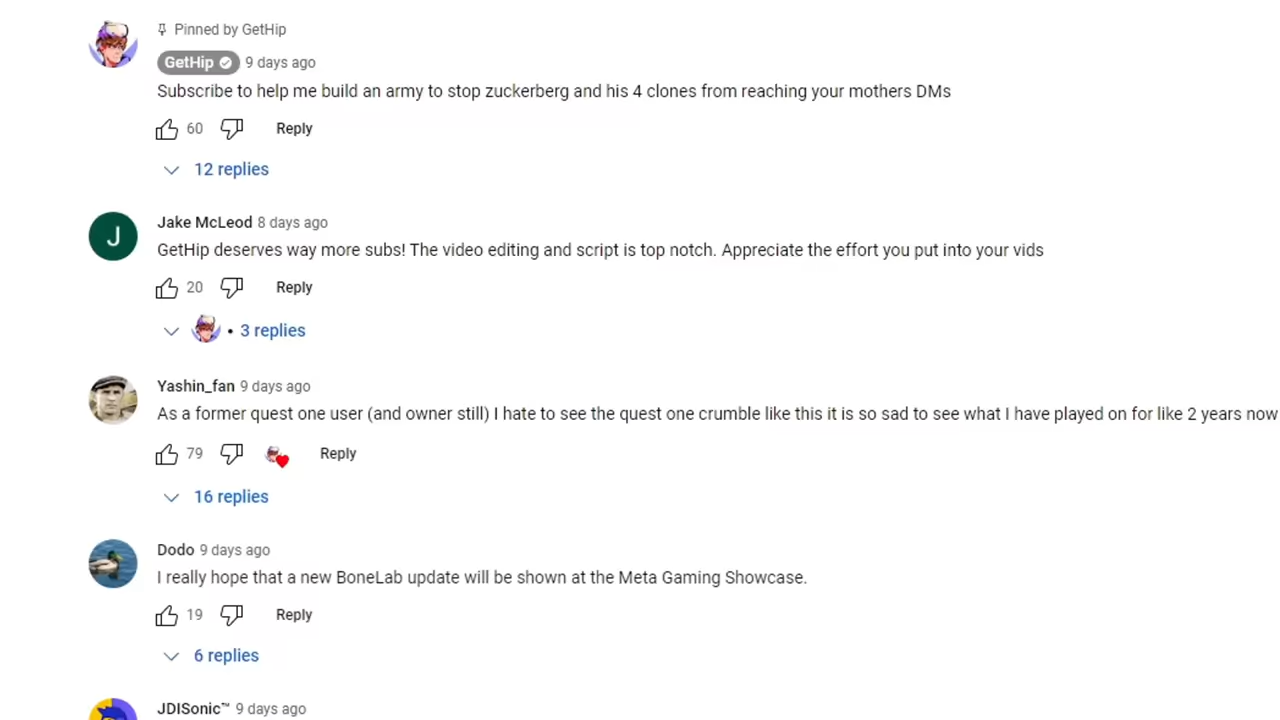 Pinned by GetHip
GetHip 9 days ago
Subscribe to help me build an army to stop zuckerberg and his 4 clones from reaching your mothers DMs
60 Reply
12 replies
J
Jake McLeod 8 days ago
GetHip deserves way more subs! The video editing and script is top notch. Appreciate the effort you put into your vids
20 Reply
• 3 replies
Yashin_fan 9 days ago
As a former quest one user (and owner still) I hate to see the quest one crumble like this it is so sad to see what I have played on for like 2 years now
79 Reply
16 replies
Dodo 9 days ago
I really hope that a new BoneLab update will be shown at the Meta Gaming Showcase.
19 Reply
6 replies
JDISonic™ 9 days ago